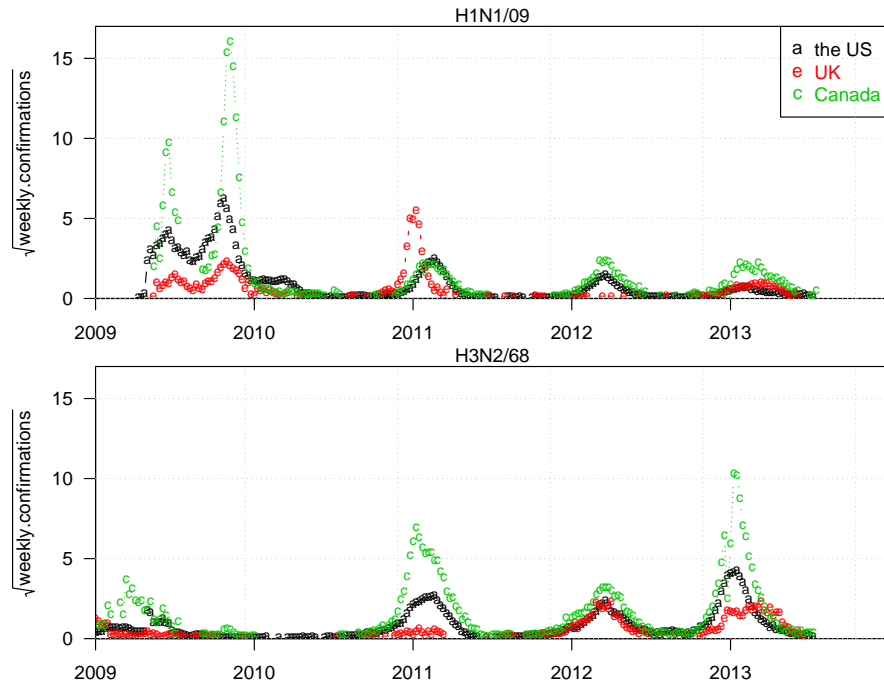 H1N1/09
√weekly.confirmations
15
10
5
0
a the US
e UK
c Canada
2009 2010 2011 2012 2013
H3N2/68
√weekly.confirmations
15
10
5
0
2009 2010 2011 2012 2013